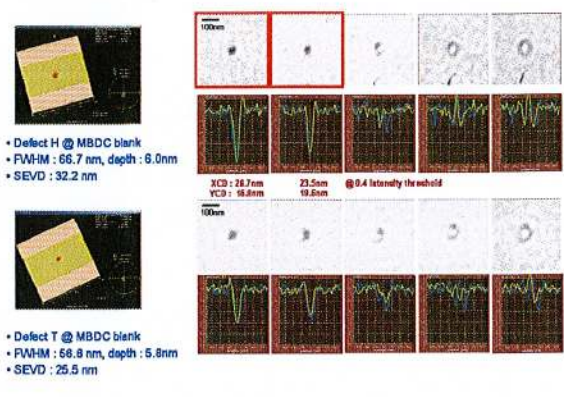 100nm
• Defect H @ MBDC blank
• FWHM : 66.7 nm, depth : 6.0nm
• SEVD : 32.2 nm
XCD : 26.7nm 23.5nm @0.4 Intensity threshold
YCD : 16.8nm 19.6nm
100nm
• Defect T @ MBDC blank
• FWHM : 56.6 nm, depth : 5.8nm
• SEVD : 25.5 nm